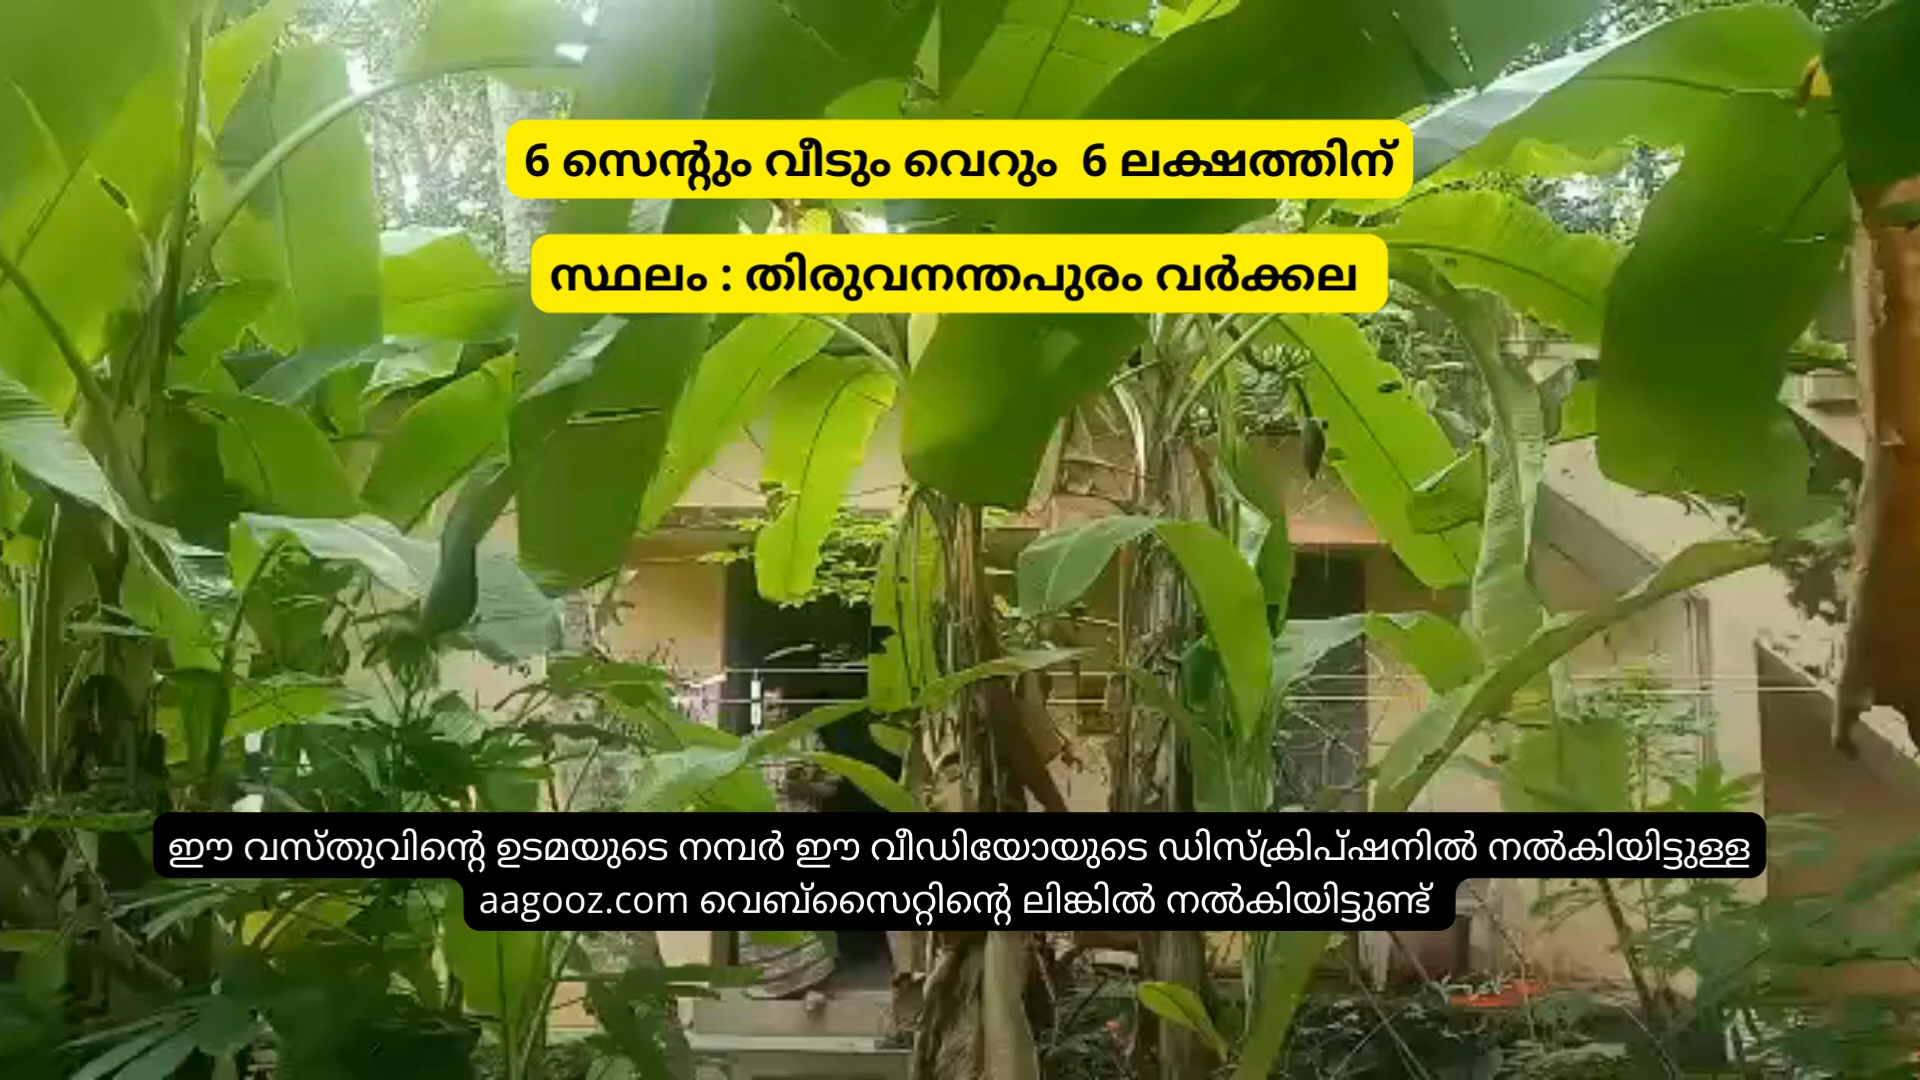 6 സെന്റും വീടും വെറും 6 ലക്ഷത്തിന്
സ്ഥലം : തിരുവനന്തപുരം വർക്കല
ഈ വസ്തുവിന്റെ ഉടമയുടെ നമ്പർ ഈ വീഡിയോയുടെ ഡിസ്ക്രിപ്ഷനിൽ നൽകിയിട്ടുള്ള
aagooz.com വെബ്സൈറ്റിന്റെ ലിങ്കിൽ നൽകിയിട്ടുണ്ട്